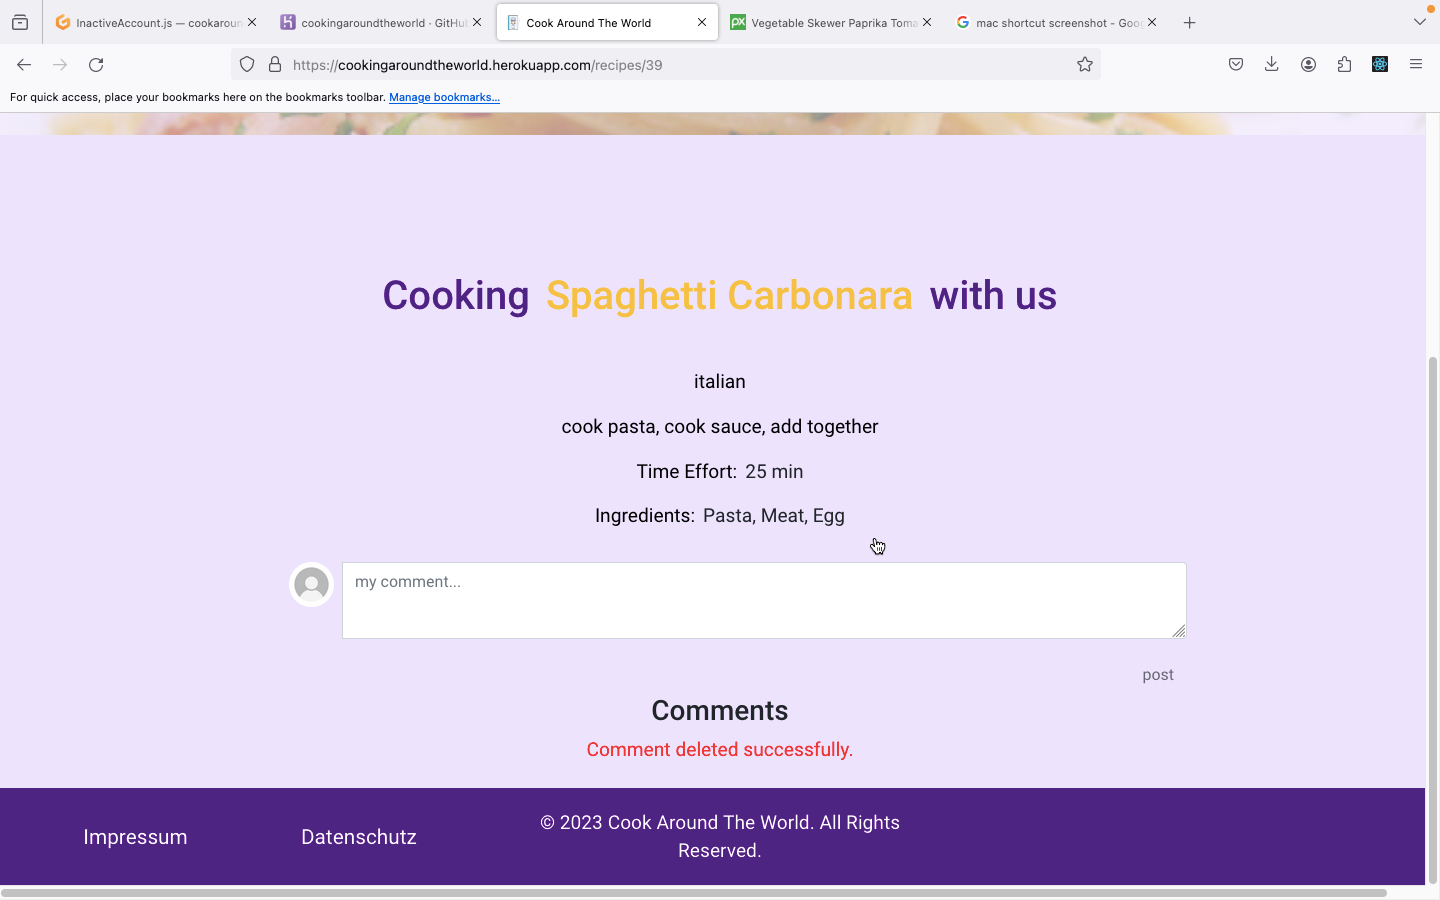 InactiveAccount.js — cookaroun
cookingaroundtheworld · GitHu
Cook Around The World
Vegetable Skewer Paprika Toma
mac shortcut screenshot - Goog
https://cookingaroundtheworld.herokuapp.com/recipes/39
For quick access, place your bookmarks here on the bookmarks toolbar. Manage bookmarks...
Cooking Spaghetti Carbonara with us
italian
cook pasta, cook sauce, add together
Time Effort: 25 min
Ingredients: Pasta, Meat, Egg
my comment...
post
Comments
Comment deleted successfully.
Impressum
Datenschutz
© 2023 Cook Around The World. All Rights
Reserved.